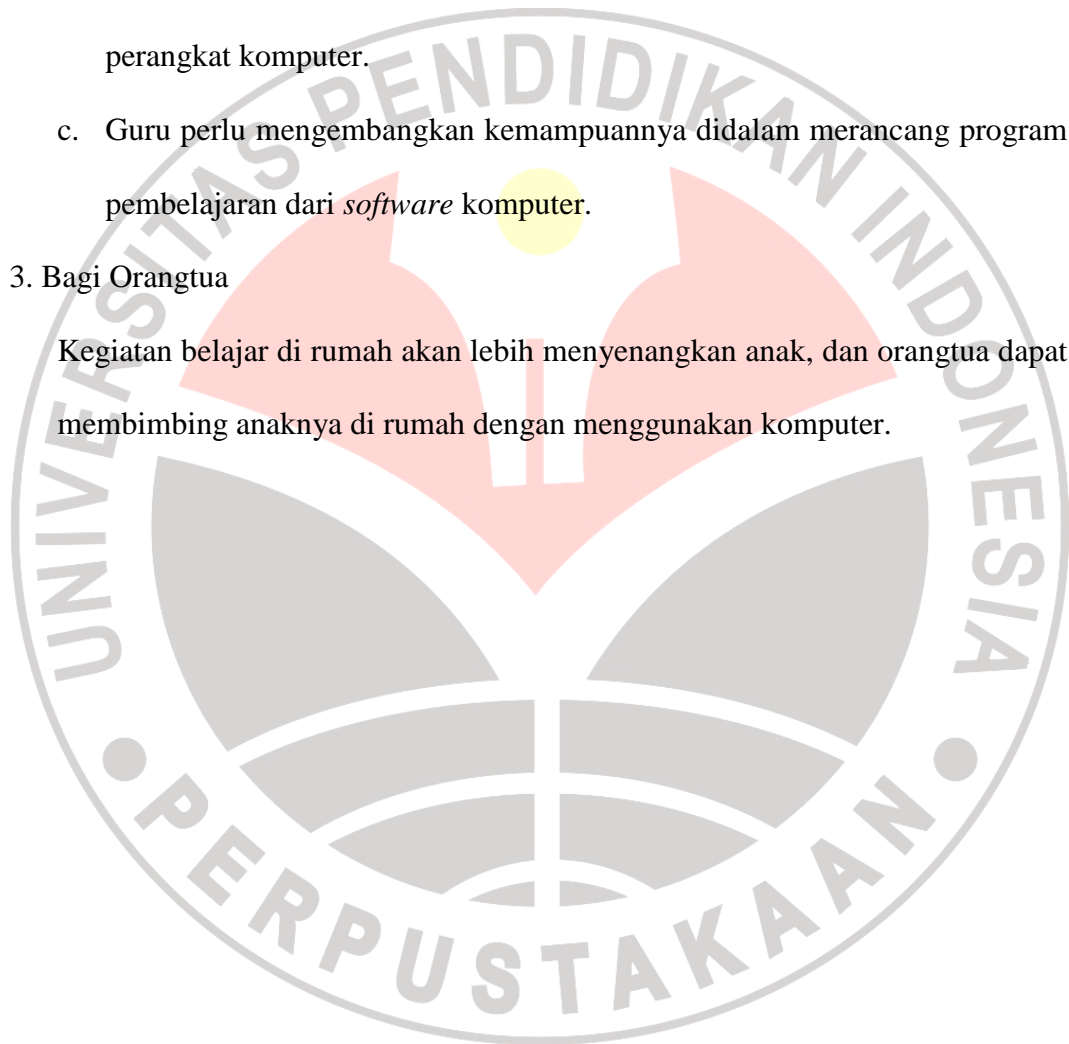 perangkat komputer.
c. Guru perlu mengembangkan kemampuannya didalam merancang program
pembelajaran dari software komputer.
3. Bagi Orangtua
Kegiatan belajar di rumah akan lebih menyenangkan anak, dan orangtua dapat
membimbing anaknya di rumah dengan menggunakan komputer.
UNIVERSITAS PENDIDIKAN INDONESIA
PERPUSTAKAAN